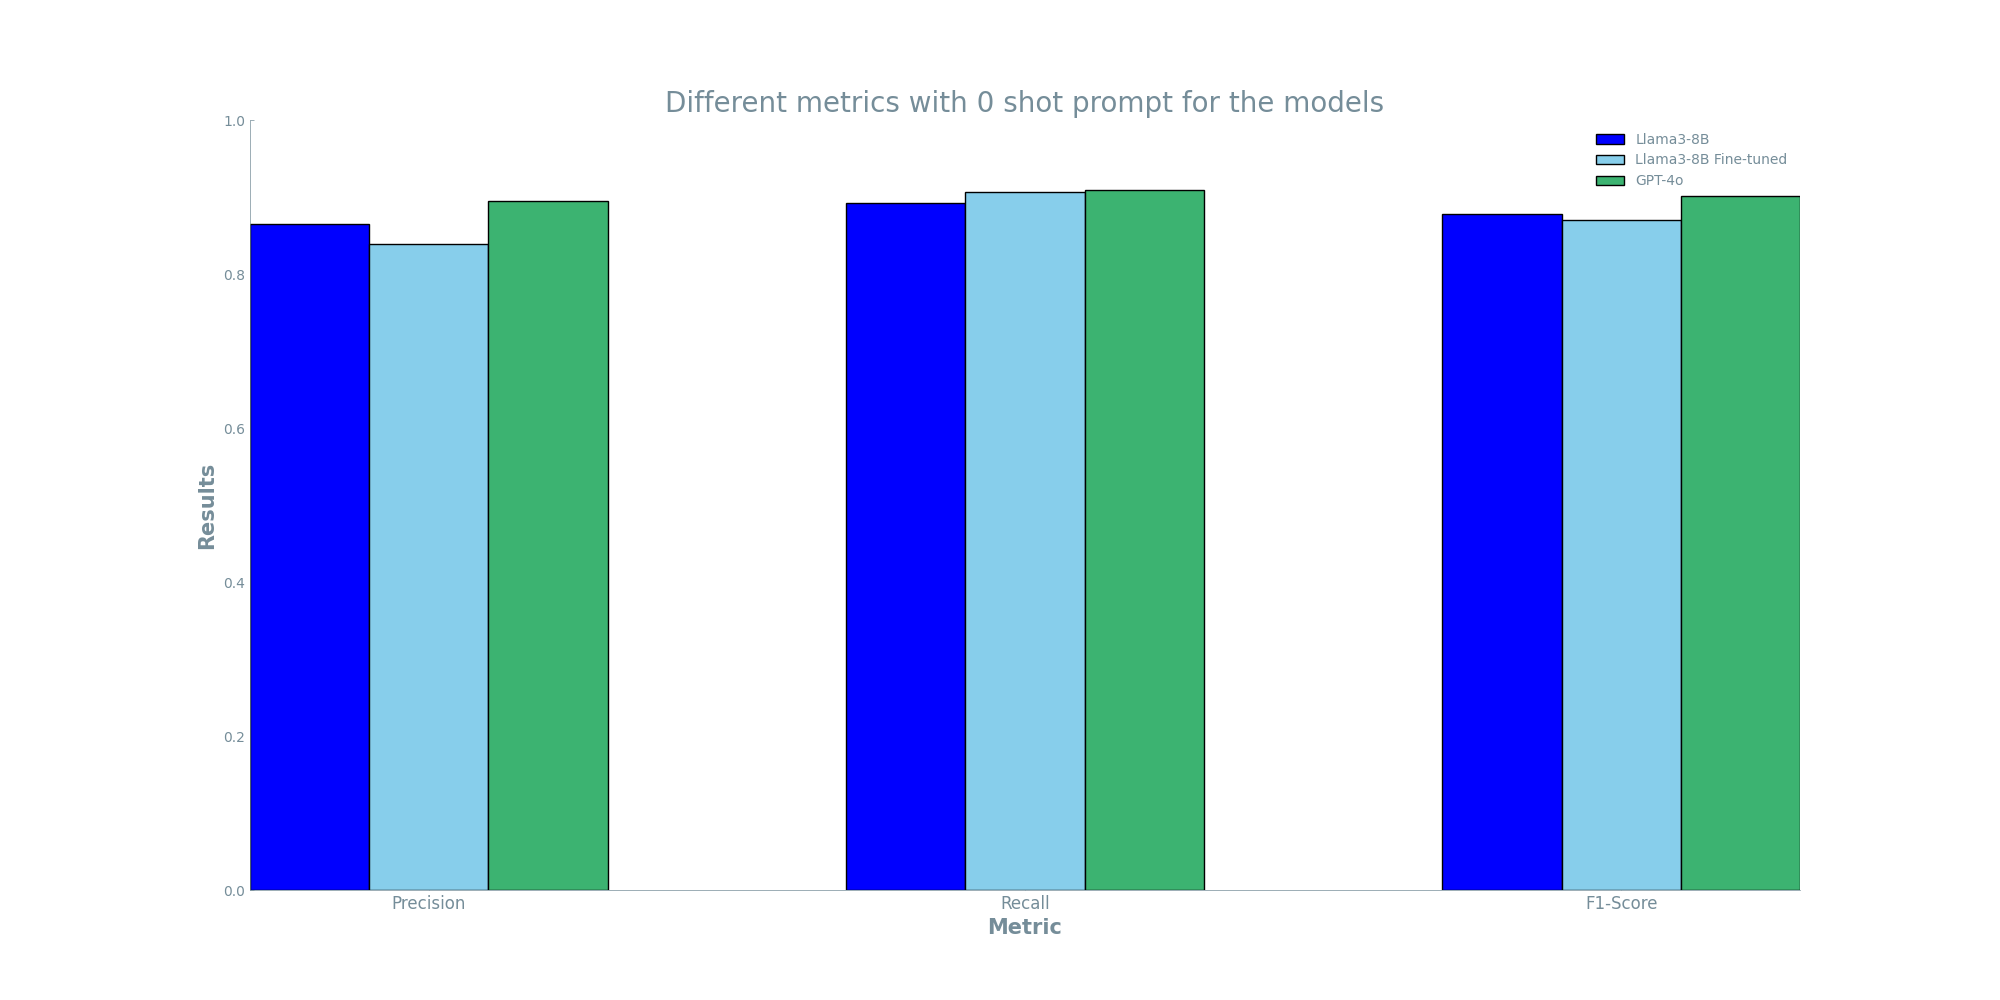 Different metrics with 0 shot prompt for the models
Llama3-8B
Llama3-8B Fine-tuned
GPT-4o
1.0
0.8
0.6
0.4
0.2
0.0
Results
Precision
Recall
F1-Score
Metric